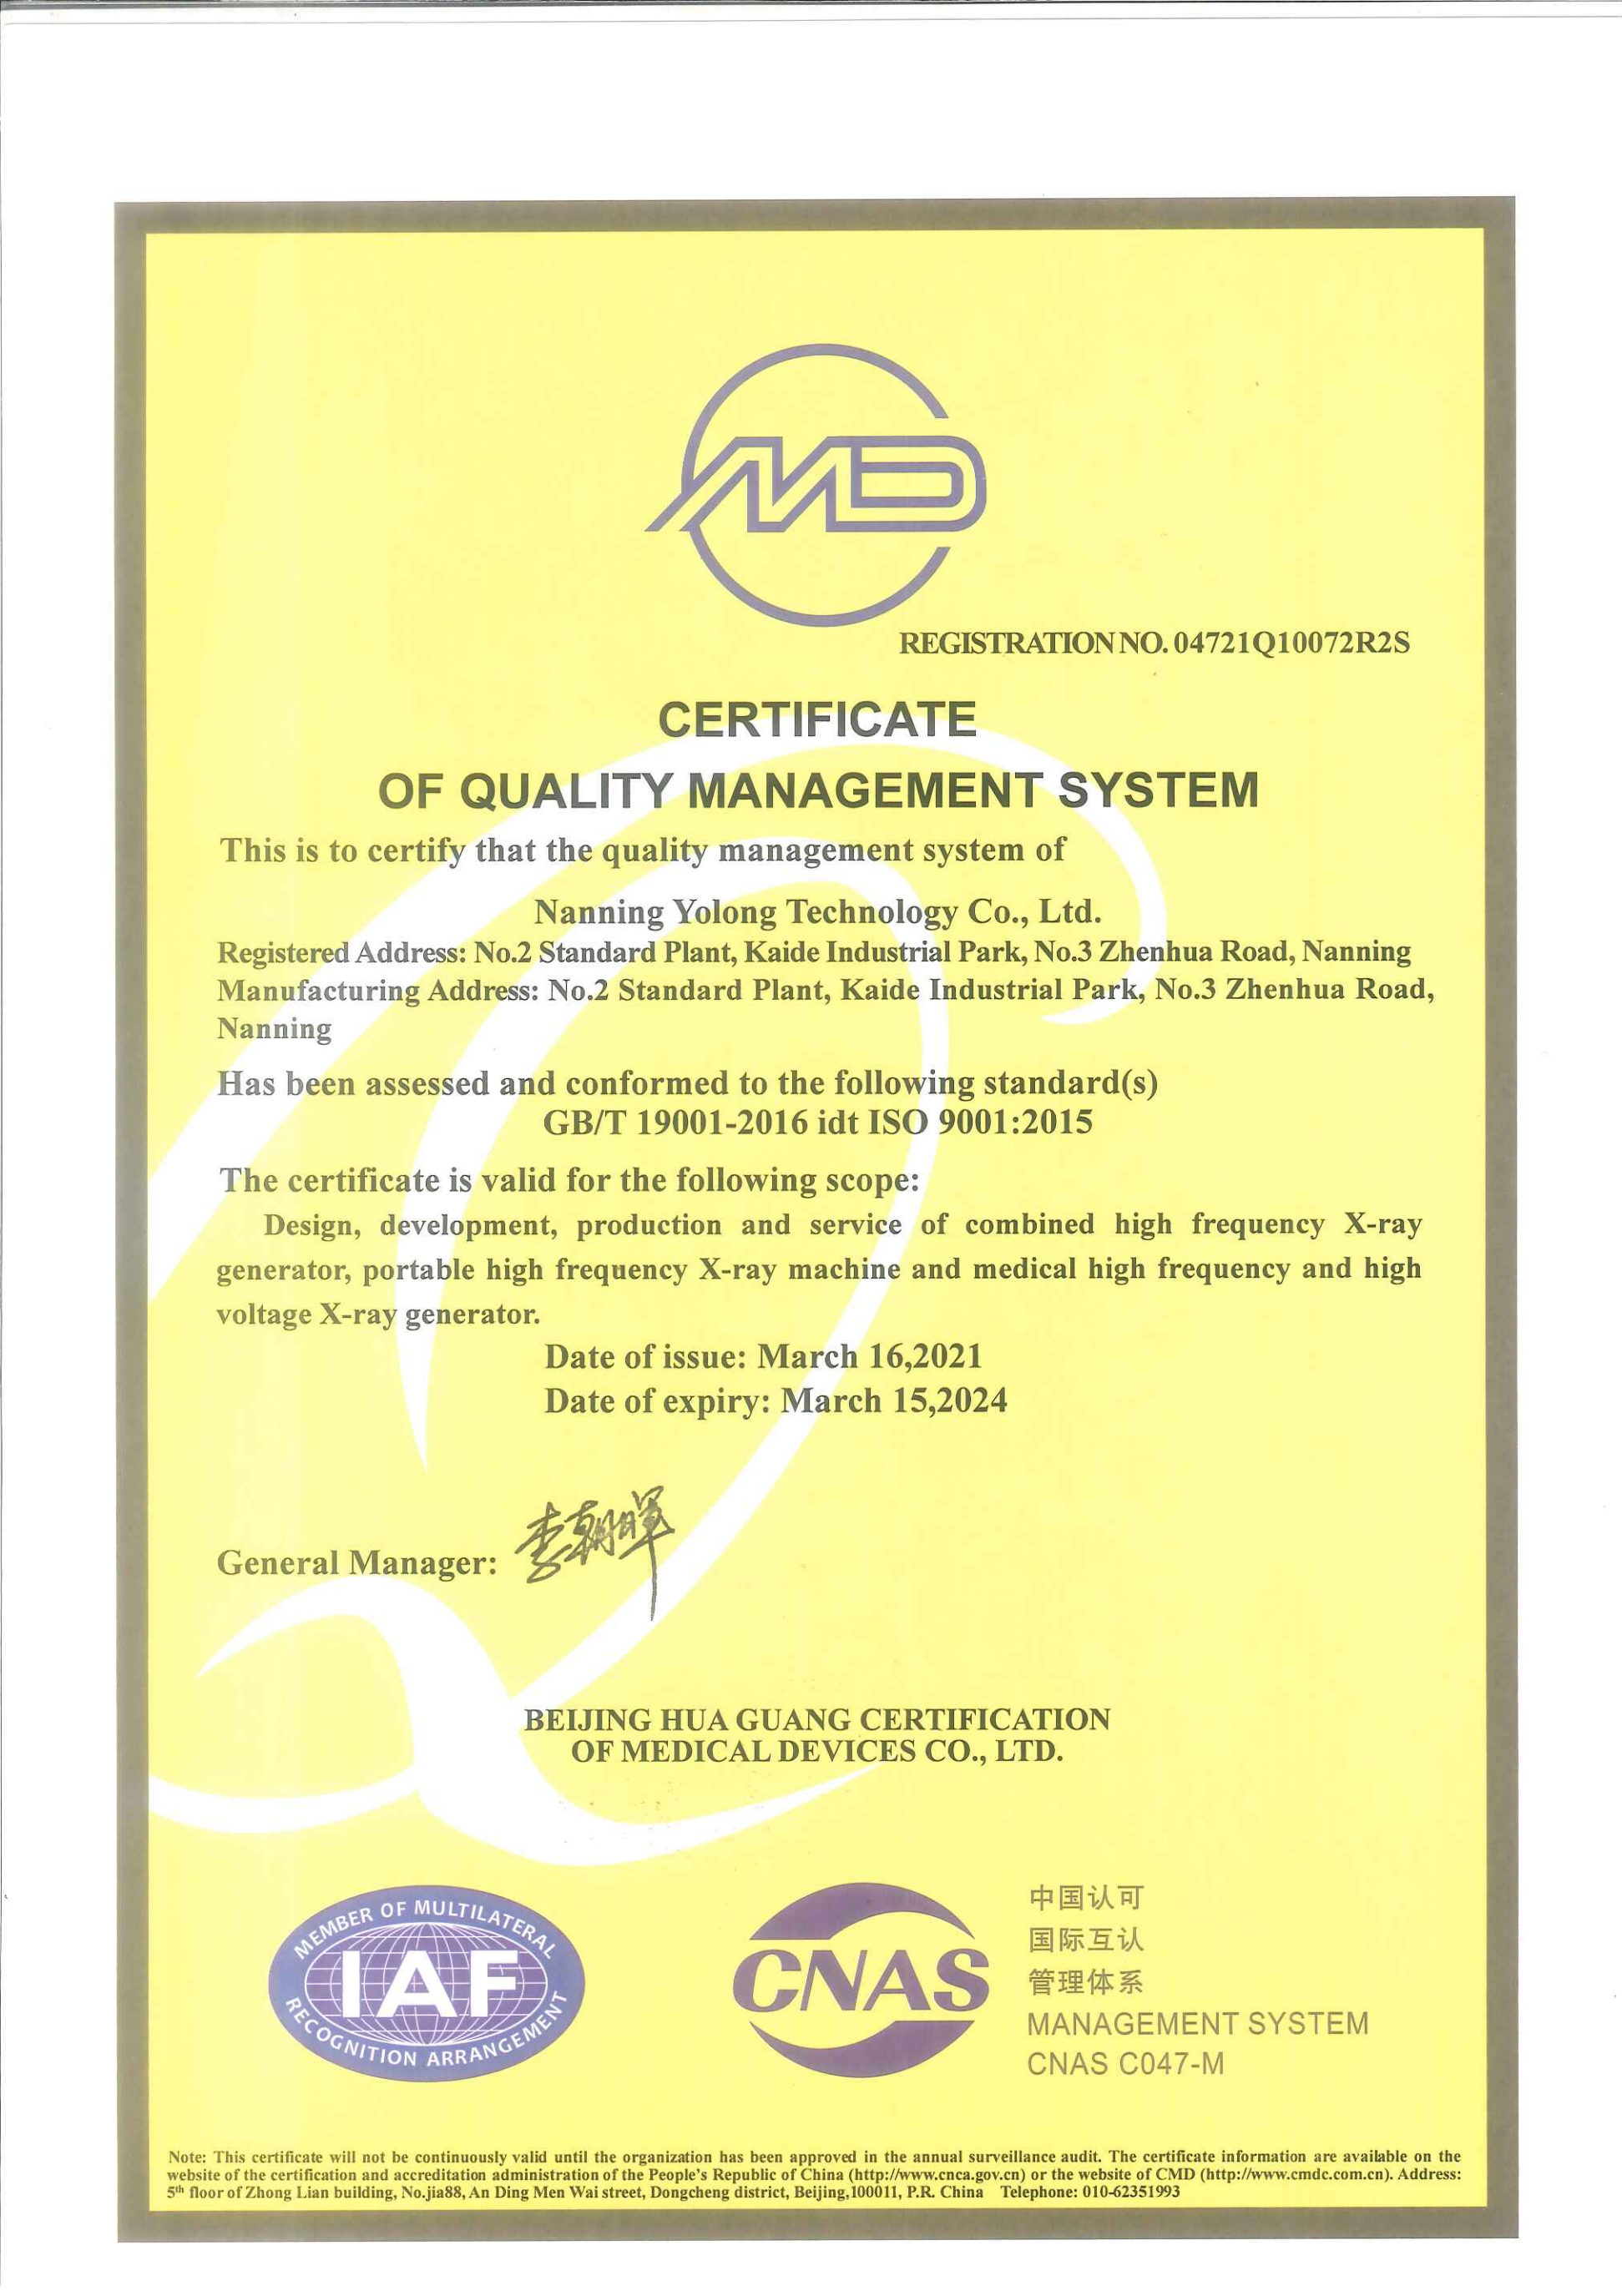 MD
REGISTRATION NO. 04721Q10072R2S
CERTIFICATE
OF QUALITY MANAGEMENT SYSTEM
This is to certify that the quality management system of
Nanning Yolong Technology Co., Ltd.
Registered Address: No.2 Standard Plant, Kaide Industrial Park, No.3 Zhenhua Road, Nanning
Manufacturing Address: No.2 Standard Plant, Kaide Industrial Park, No.3 Zhenhua Road,
Nanning
Has been assessed and conformed to the following standard(s)
GB/T 19001-2016 idt ISO 9001:2015
The certificate is valid for the following scope:
Design, development, production and service of combined high frequency X-ray
generator, portable high frequency X-ray machine and medical high frequency and high
voltage X-ray generator.
Date of issue: March 16,2021
Date of expiry: March 15,2024
General Manager: 李朝晖
BEIJING HUA GUANG CERTIFICATION
OF MEDICAL DEVICES CO., LTD.
MEMBER OF MULTILATERAL
IAF
RECOGNITION ARRANGEMENT
CNAS
中国认可
国际互认
管理体系
MANAGEMENT SYSTEM
CNAS C047-M
Note: This certificate will not be continuously valid until the organization has been approved in the annual surveillance audit. The certificate information are available on the
website of the certification and accreditation administration of the People's Republic of China (http://www.cnca.gov.cn) or the website of CMD (http://www.cmdc.com.cn). Address:
5th floor of Zhong Lian building, No.jia88, An Ding Men Wai street, Dongcheng district, Beijing,100011, P.R. China Telephone: 010-62351993